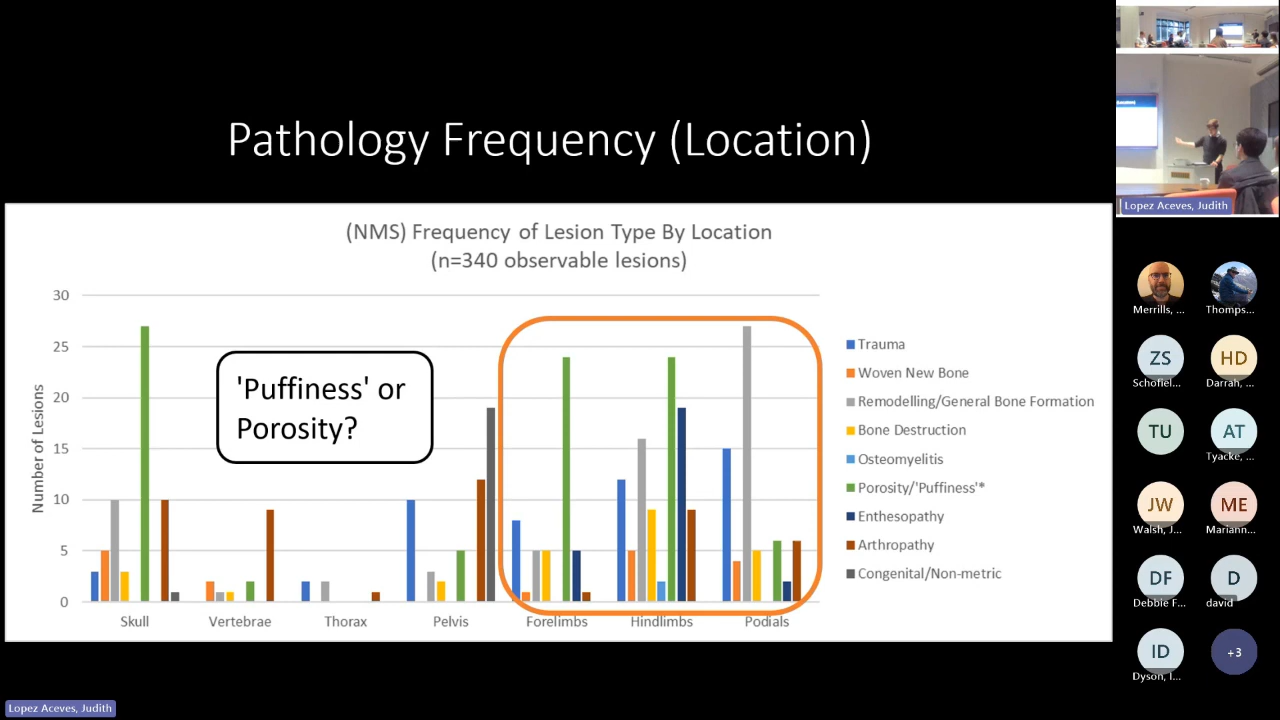 Pathology Frequency (Location)
(NMS) Frequency of Lesion Type By Location
(n=340 observable lesions)
30
25
20
15
10
5
0
Number of Lesions
'Puffiness' or
Porosity?
Skull
Vertebrae
Thorax
Pelvis
Forelimbs
Hindlimbs
Podials
Trauma
Woven New Bone
Remodelling/General Bone Formation
Bone Destruction
Osteomyelitis
Porosity/'Puffiness'*
Enthesopathy
Arthropathy
Congenital/Non-metric
Lopez Aceves, Judith
Merrills, ...
Thomps...
ZS
Schofiel...
HD
Darrah, ...
TU
AT
Tyacke, ...
JW
Walsh, J...
ME
Mariann...
DF
Debbie F...
D
david
ID
Dyson, I...
+3
Lopez Aceves, Judith